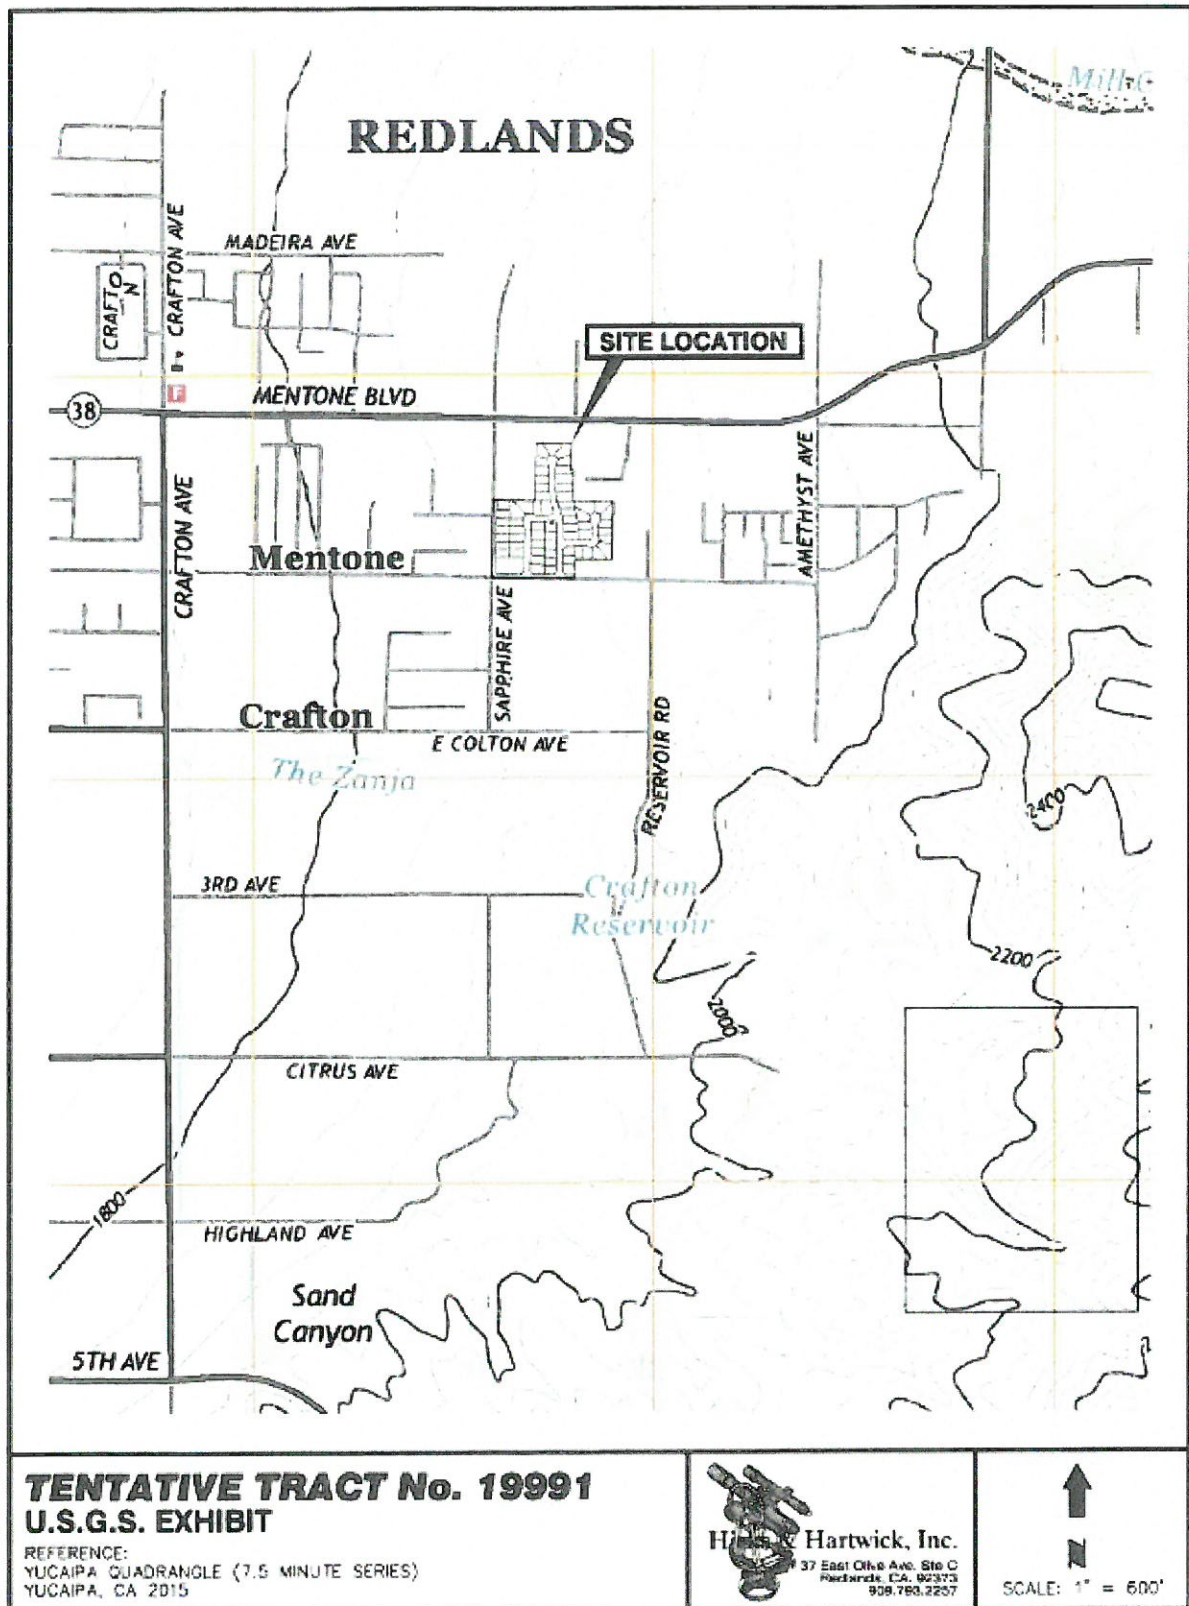 Mill C
REDLANDS
CRAFTON AVE
MADEIRA AVE
CRAFTON
SITE LOCATION
F
38
MENTONE BLVD
CRAFTON AVE
AMETHYST AVE
Mentone
SAPPHIRE AVE
RESERVOIR RD
Crafton
E COLTON AVE
The Zanja
2400
3RD AVE
Crafton
Reservoir
2200
2000
CITRUS AVE
1800
HIGHLAND AVE
Sand
Canyon
5TH AVE
TENTATIVE TRACT No. 19991
U.S.G.S. EXHIBIT
REFERENCE:
YUCAIPA QUADRANGLE (7.5 MINUTE SERIES)
YUCAIPA, CA 2015
& Hartwick, Inc.
37 East Olive Ave. Ste C
Redlands, CA. 92373
909.793.2257
N
SCALE: 1" = 600'